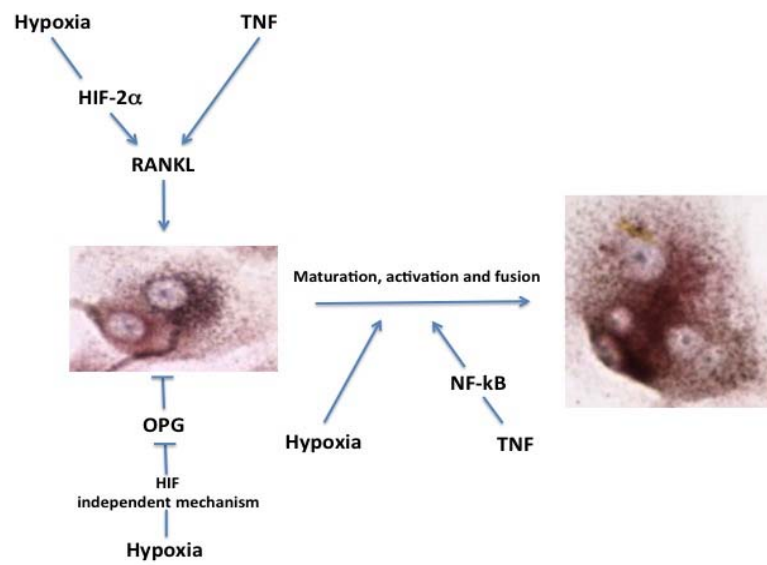 Hypoxia
TNF
HIF-2α
RANKL
Maturation, activation and fusion
NF-kB
OPG
Hypoxia
TNF
HIF
independent mechanism
Hypoxia